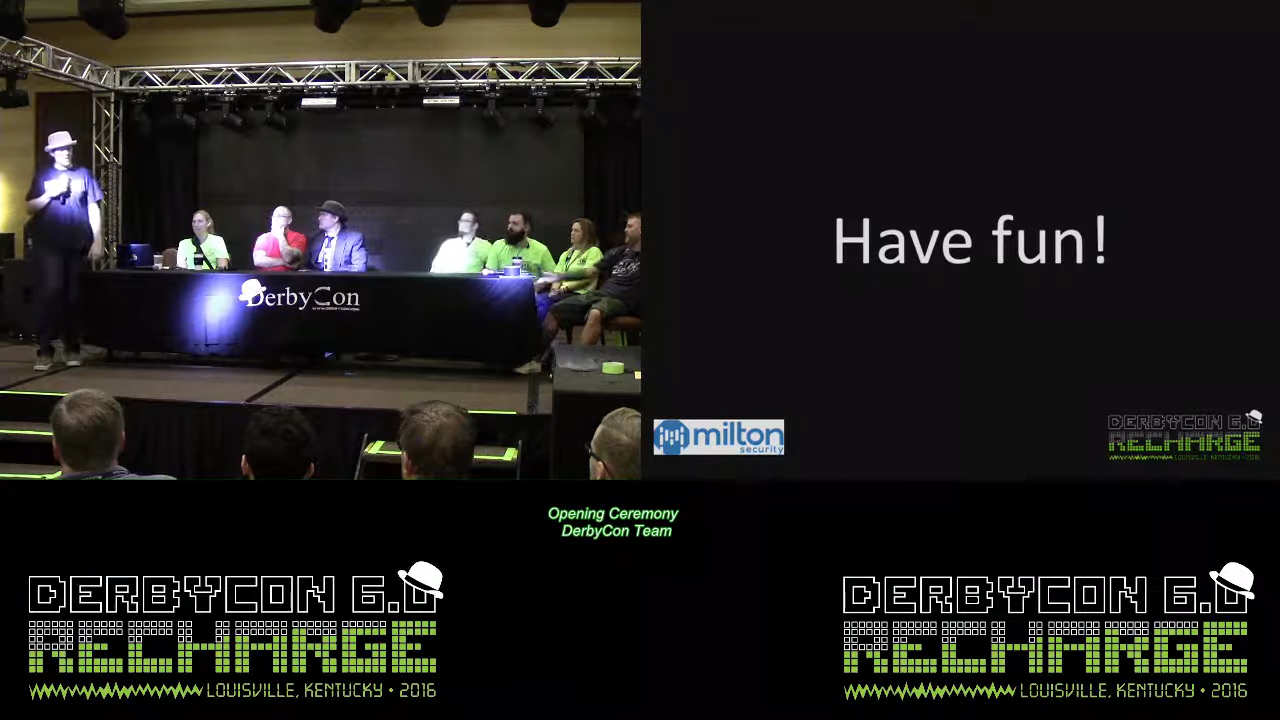 DerbyCon
Have fun!
milton
security
DERBYCON 6.0
RECHARGE
LOUISVILLE, KENTUCKY • 2016
Opening Ceremony
DerbyCon Team
DERBYCON 6.0
RECHARGE
LOUISVILLE, KENTUCKY • 2016
DERBYCON 6.0
RECHARGE
LOUISVILLE, KENTUCKY • 2016